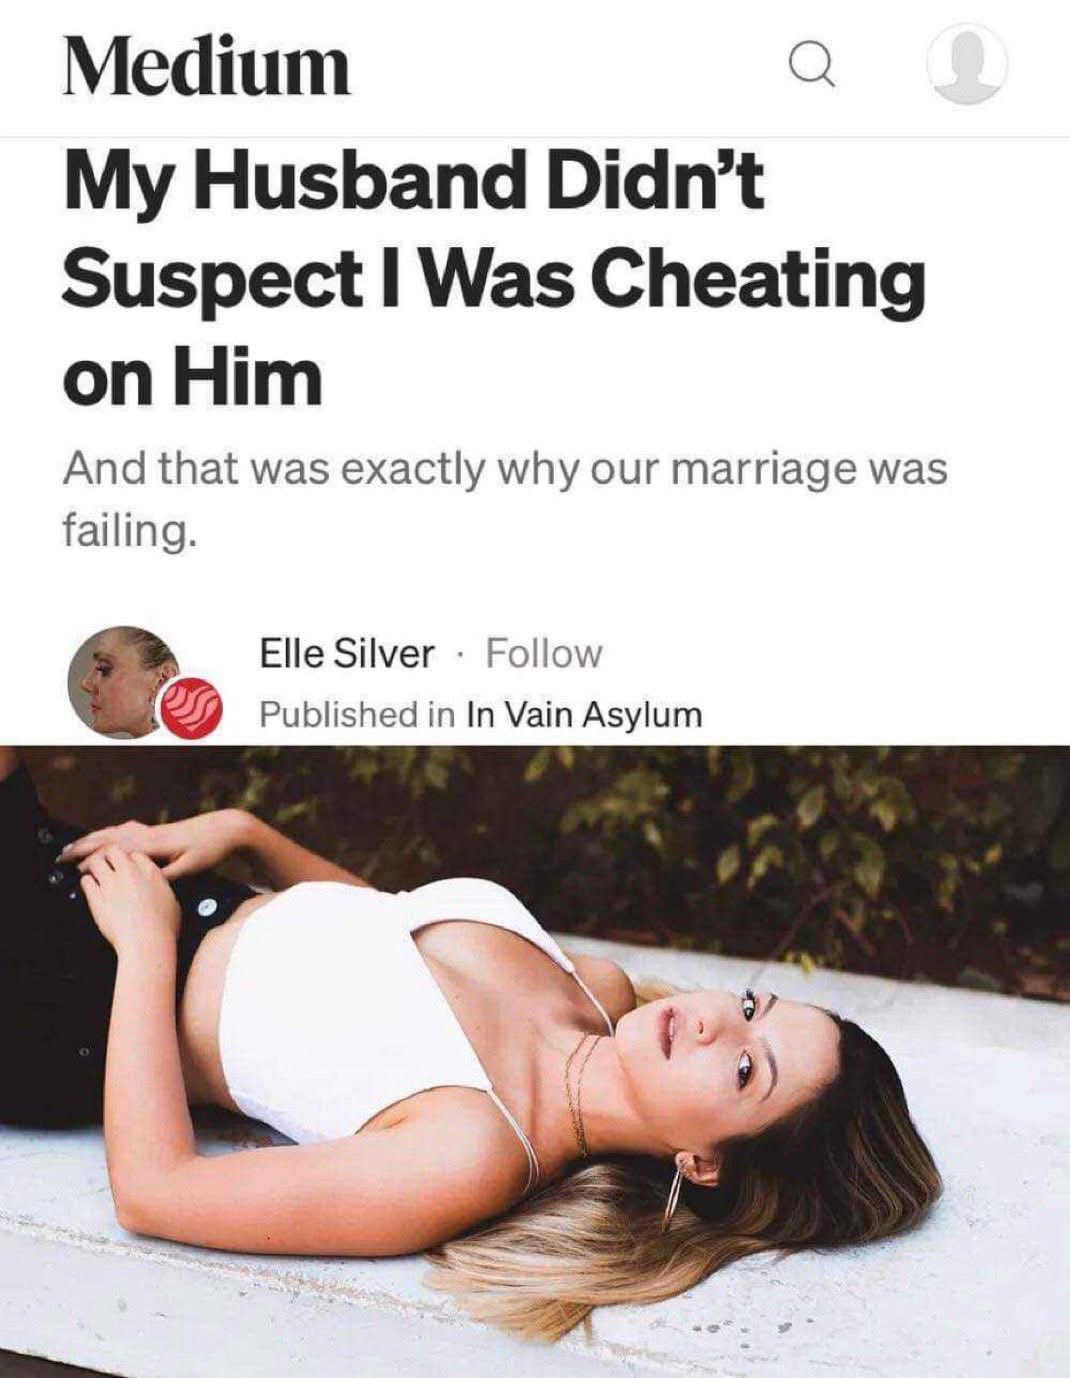 Medium
My Husband Didn’t
Suspect I Was Cheating
on Him
And that was exactly why our marriage was
failing.
Elle Silver · Follow
Published in In Vain Asylum